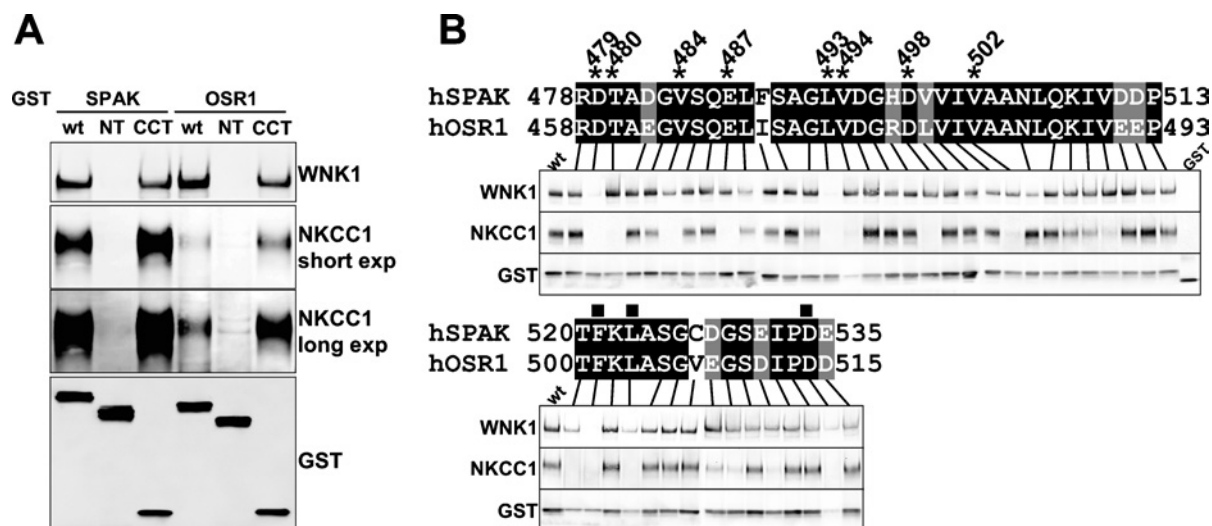 A
GST SPAK OSR1
wt NT CCT wt NT CCT
WNK1
NKCC1
short exp
NKCC1
long exp
GST
B
479 480 484 487 493 494 498 502
* * * * * * * *
hSPAK 478 RDTADGVSQELFSAGLVDGHDVVIVAANLQKIVDDP 513
hOSR1 458 RDTAEGVSQELISAGLVDGRDLVIVAANLQKIVEEP 493
wt GST
WNK1
NKCC1
GST
hSPAK 520 TFKLASGCDGSEIPDE 535
hOSR1 500 TFKLASGVEGSDIPDD 515
wt
WNK1
NKCC1
GST